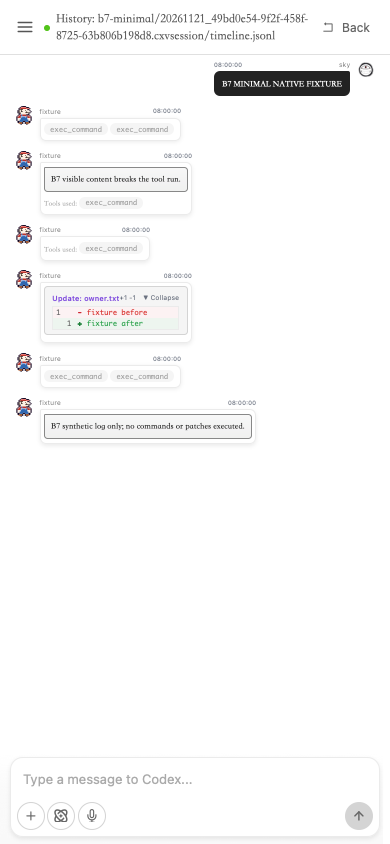 History: b7-minimal/20261121_49bd0e54-9f2f-458f-
8725-63b806b198d8.cxvsession/timeline.jsonl
Back
08:00:00 sky
B7 MINIMAL NATIVE FIXTURE
fixture 08:00:00
exec_command exec_command
fixture 08:00:00
B7 visible content breaks the tool run.
Tools used: exec_command
fixture 08:00:00
Tools used: exec_command
fixture 08:00:00
Update: owner.txt+1 -1 ▼ Collapse
1 - fixture before
1 + fixture after
fixture 08:00:00
exec_command exec_command
fixture 08:00:00
B7 synthetic log only; no commands or patches executed.
Type a message to Codex...